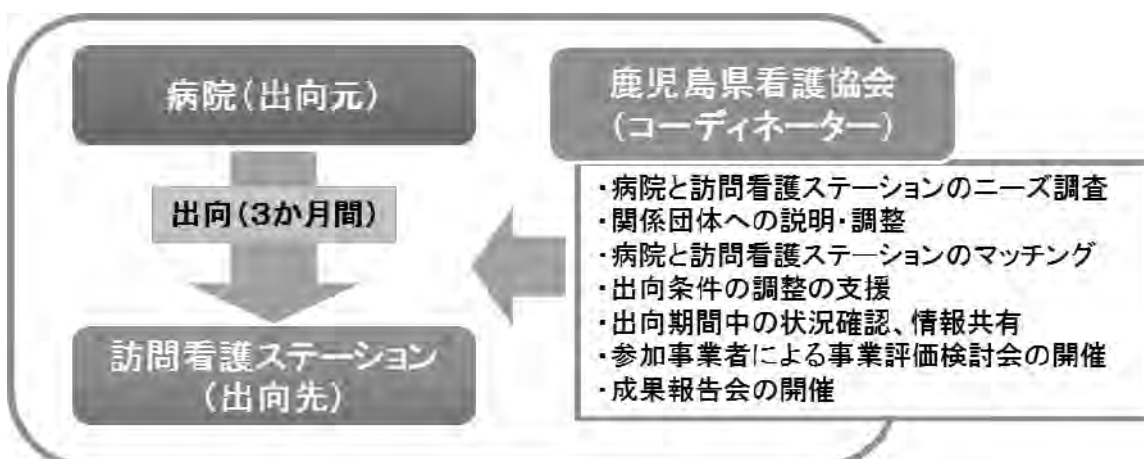 病院(出向元)
出向(3か月間)
訪問看護ステーション
(出向先)
鹿児島県看護協会
(コーディネーター)
・病院と訪問看護ステーションのニーズ調査
・関係団体への説明・調整
・病院と訪問看護ステーションのマッチング
・出向条件の調整の支援
・出向期間中の状況確認、情報共有
・参加事業者による事業評価検討会の開催
・成果報告会の開催